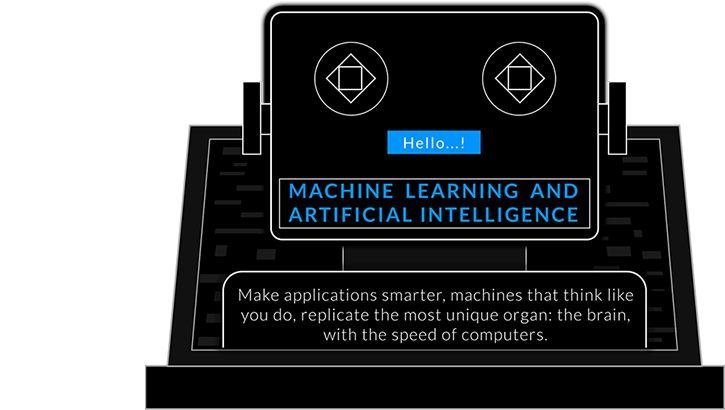 Hello...!
MACHINE LEARNING AND
ARTIFICIAL INTELLIGENCE
Make applications smarter, machines that think like
you do, replicate the most unique organ: the brain,
with the speed of computers.